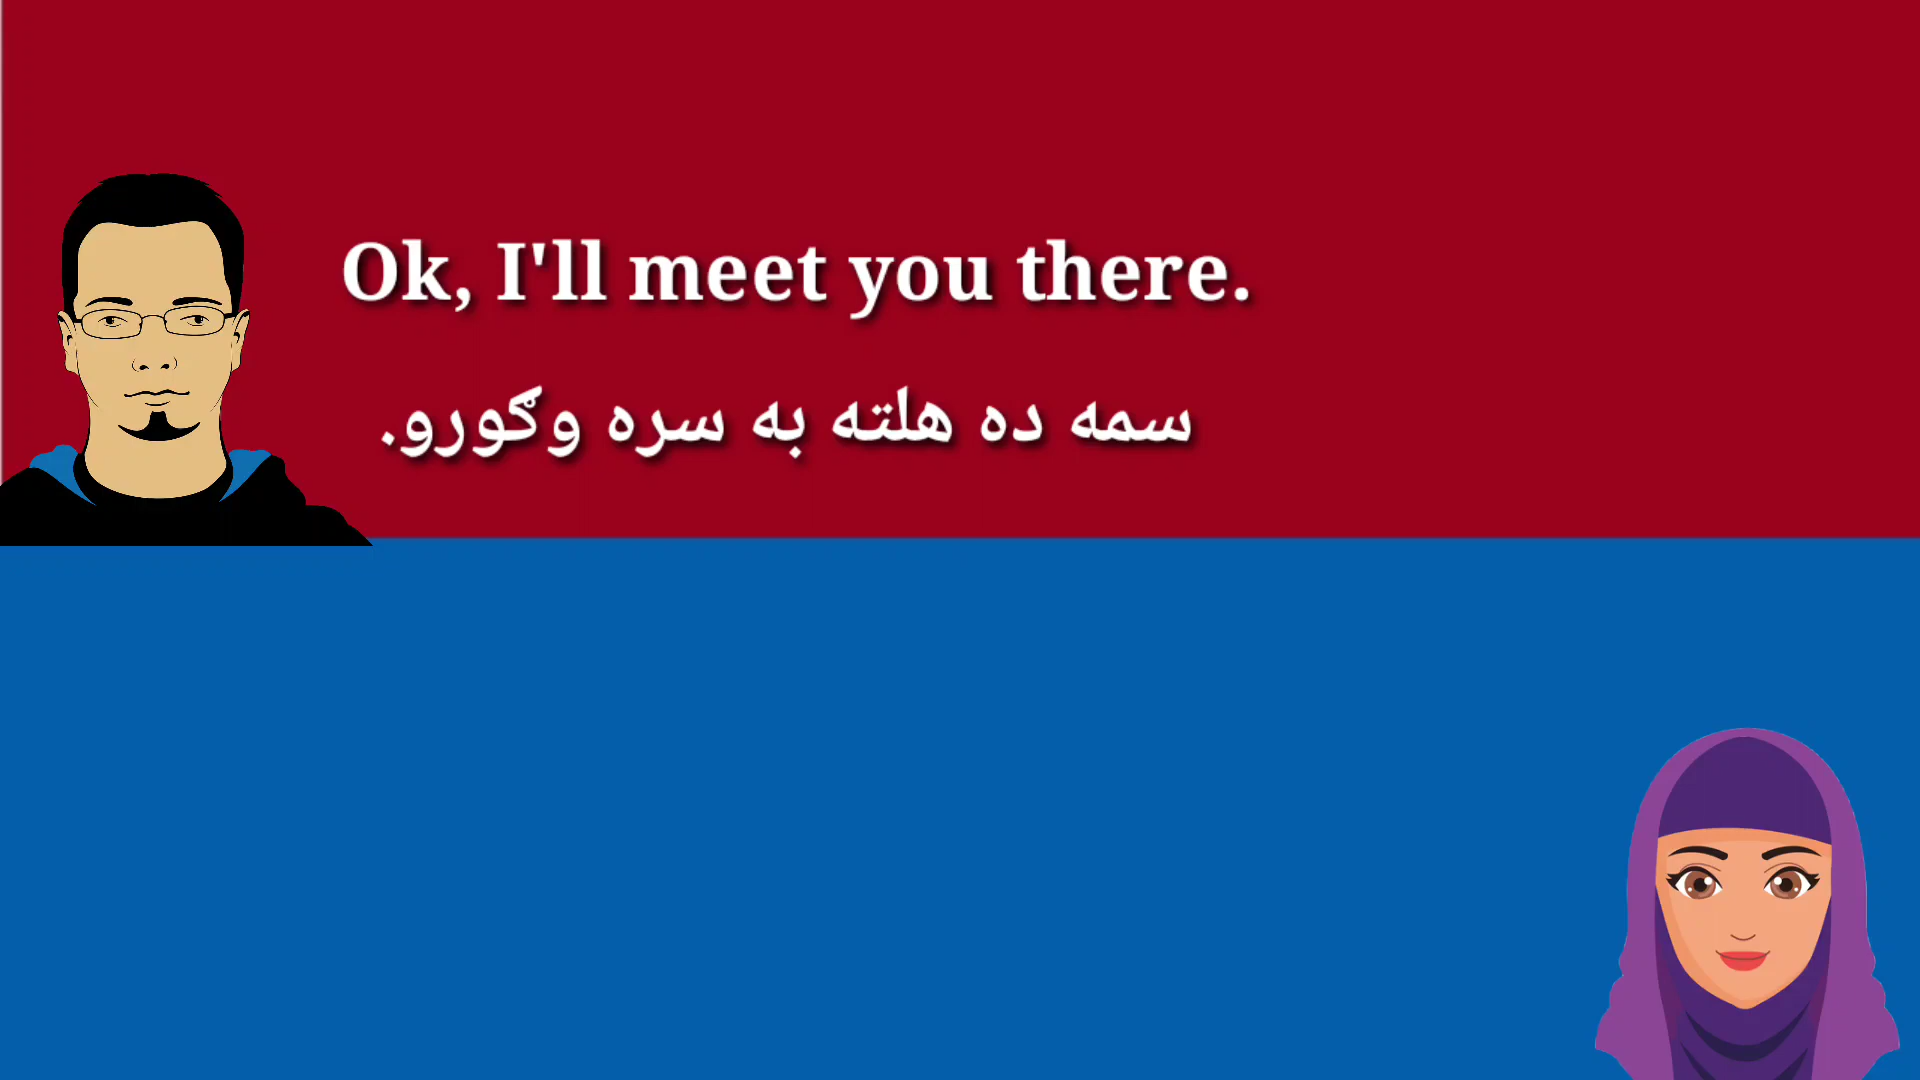 Ok, I'll meet you there.
سمه ده هلته به سره وګورو.